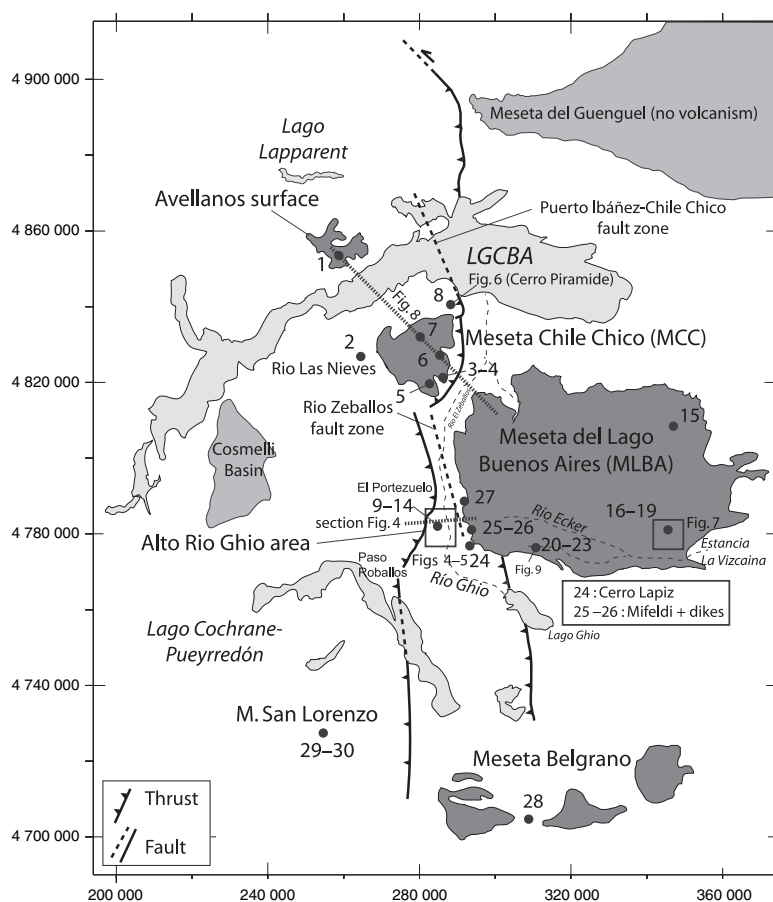 4 900 000
4 860 000
4 820 000
4 780 000
4 740 000
4 700 000
200 000
240 000
280 000
320 000
360 000
Meseta del Guenguel (no volcanism)
Lago
Lapparent
Avellanos surface
Puerto Ibáñez-Chile Chico
fault zone
LGCBA
Fig. 6 (Cerro Piramide)
1
Fig. 8
8
7
Meseta Chile Chico (MCC)
2
Rio Las Nieves
6
3–4
5
Rio Zeballos
fault zone
Rio El Zeballos
Cosmelli
Basin
Meseta del Lago
Buenos Aires (MLBA)
15
El Portezuelo
9–14
section Fig. 4
27
16–19
Fig. 7
Rio Ecker
25–26
20–23
Alto Rio Ghio area
Estancia
La Vizcaina
Paso
Roballos
Figs 4–5
24
Fig. 9
Río Ghio
24 : Cerro Lapiz
25 –26 : Mifeldi + dikes
Lago Ghio
Lago Cochrane-
Pueyrredón
M. San Lorenzo
29–30
Meseta Belgrano
28
Thrust
Fault